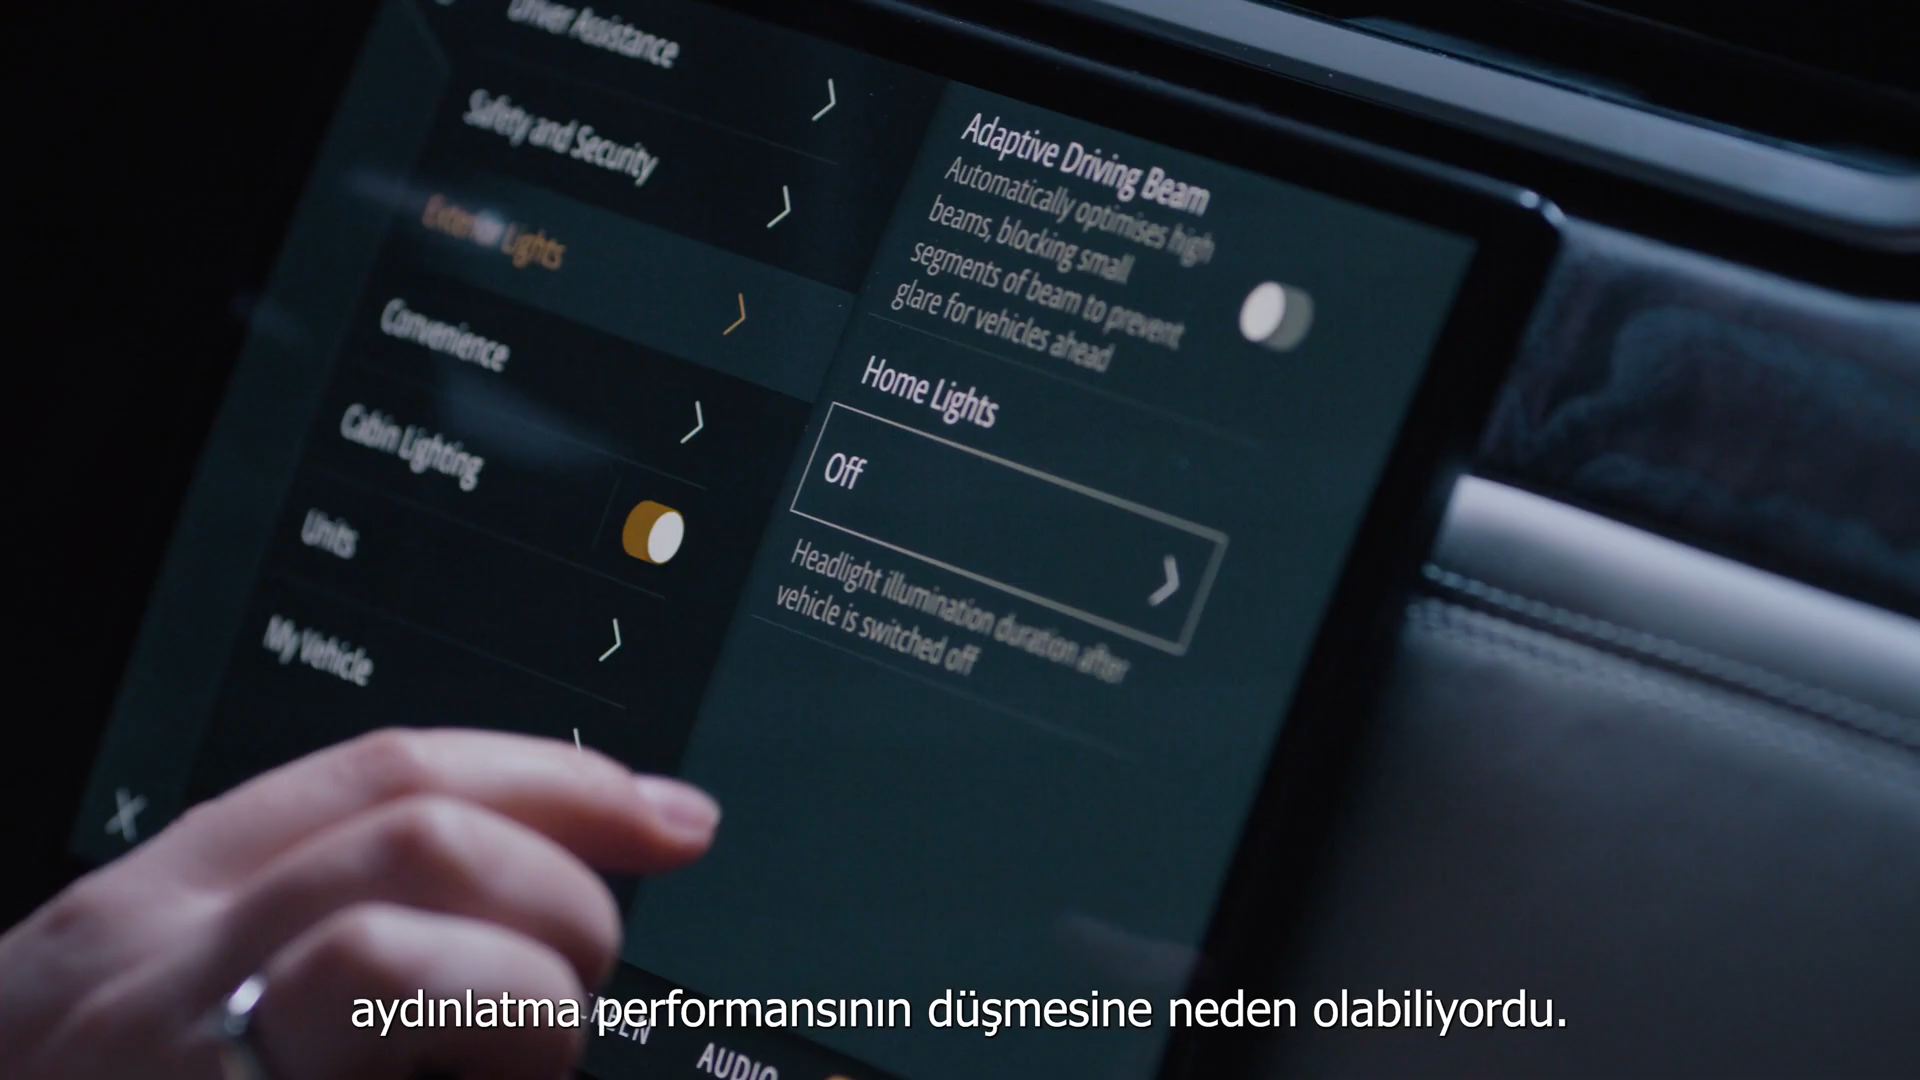 Driver Assistance
Safety and Security
Exterior Lights
Convenience
Cabin Lighting
Units
My Vehicle
X
Adaptive Driving Beam
Automatically optimises high
beams, blocking small
segments of beam to prevent
glare for vehicles ahead
Home Lights
Off
Headlight illumination duration after
vehicle is switched off
AUDIO
aydınlatma performansının düşmesine neden olabiliyordu.